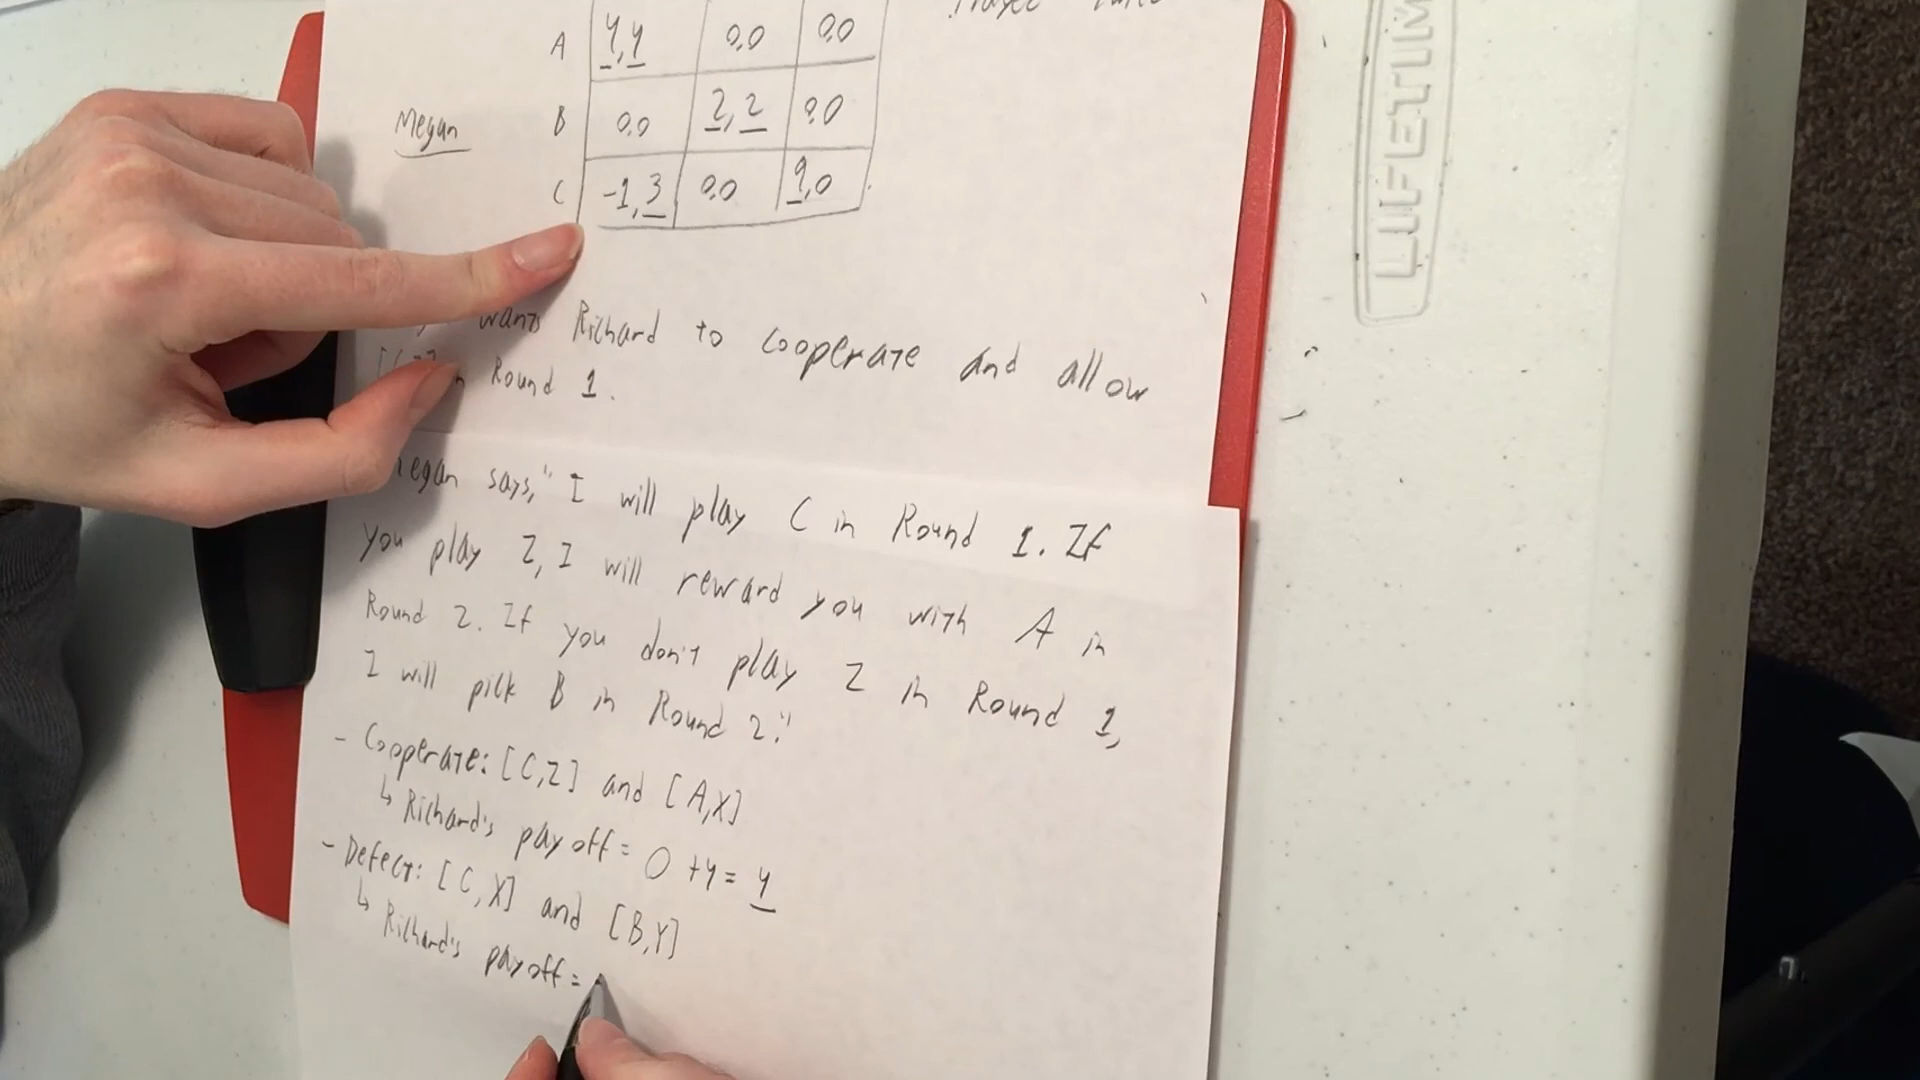 A 4,4 0,0 0,0
Megan B 0,0 2,2 0,0
C -1,3 0,0 9,0
wants Richard to cooperate and allow
in Round 1.
Megan says, "I will play C in Round 1. If
you play Z, I will reward you with A in
Round 2. If you don't play Z in Round 1,
I will pick B in Round 2."
- Cooperate: [C,Z] and [A,X]
↳ Richard's payoff = 0 + 4 = 4
- Defect: [C,X] and [B,Y]
↳ Richard's payoff =
LIFETIM